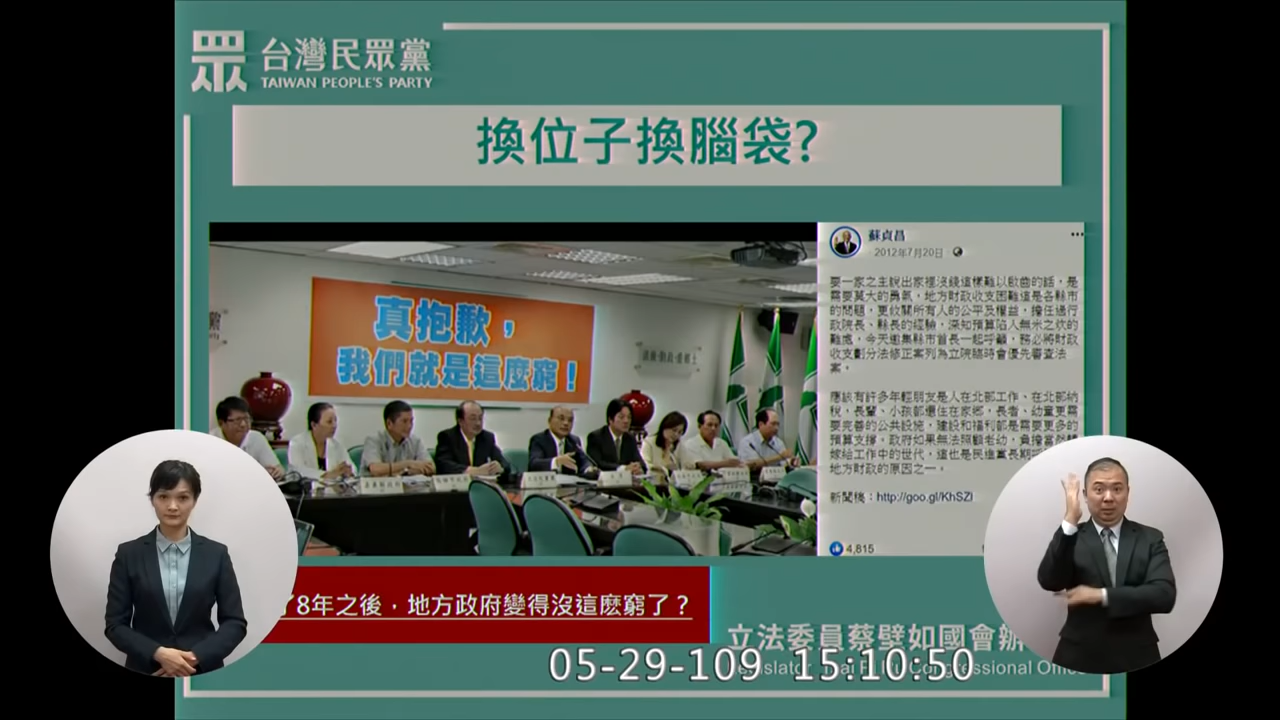 眾 台灣民眾黨
TAIWAN PEOPLE'S PARTY
換位子換腦袋?
真抱歉，
我們就是這麼窮！
蘇貞昌
2012年7月20日
要一家之主說出家裡沒錢這樣難以啟齒的話，是
需要莫大的勇氣，地方財政收支困難這是各縣市
的問題，更攸關所有人的公平及權益，擔任過行
政院長、縣長的經驗，深知預算陷入無米之炊的
難處，今天邀集縣市首長一起呼籲，務必將財政
收支劃分法修正案列為立院臨時會優先審查法
案。
應該有許多年輕朋友是人在北部工作，在北部納
稅，長輩，小孩都還住在家鄉，長者，幼童更需
要完善的公共設施，建設和福利都是需要更多的
預算支撐，政府如果無法照顧老幼，負擔當然轉
嫁給工作中的世代，這也是民進黨長期
地方財政的原因之一。
新聞稿：http://goo.gl/KhSZl
4,815
了8年之後，地方政府變得沒這麼窮了？
立法委員蔡壁如國會辦
05-29-109 15:10:50
Congressional Office